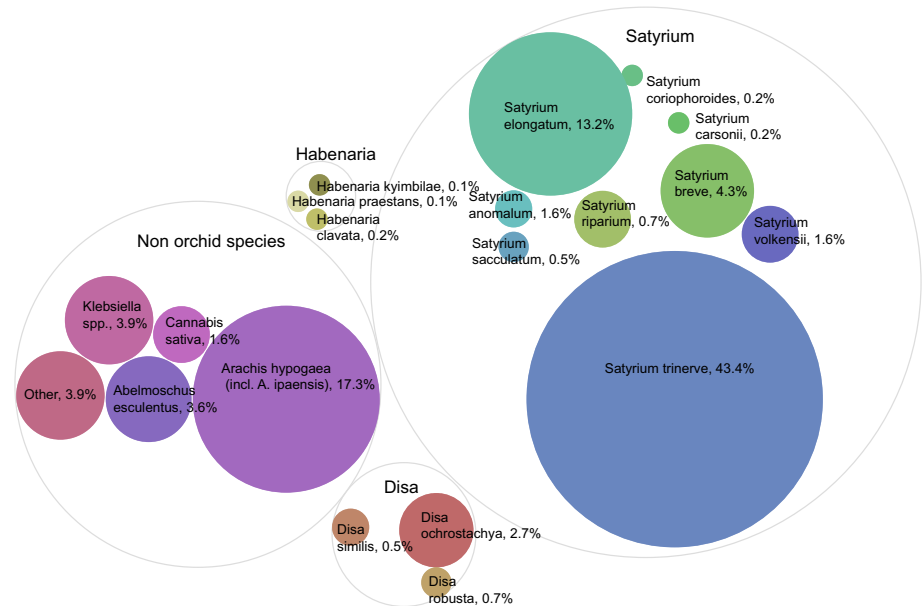 Satyrium
Satyrium
elongatum, 13.2%
Satyrium
coriophoroides, 0.2%
Satyrium
carsonii, 0.2%
Satyrium
breve, 4.3%
Satyrium
anomalum, 1.6%
Satyrium
riparium, 0.7%
Satyrium
volkensii, 1.6%
Satyrium
sacculatum, 0.5%
Satyrium trinerve, 43.4%
Habenaria
Habenaria kyimbilae, 0.1%
Habenaria praestans, 0.1%
Habenaria
clavata, 0.2%
Non orchid species
Klebsiella
spp., 3.9%
Cannabis
sativa, 1.6%
Arachis hypogaea
(incl. A. ipaensis), 17.3%
Other, 3.9%
Abelmoschus
esculentus, 3.6%
Disa
Disa
similis, 0.5%
Disa
ochrostachya, 2.7%
Disa
robusta, 0.7%